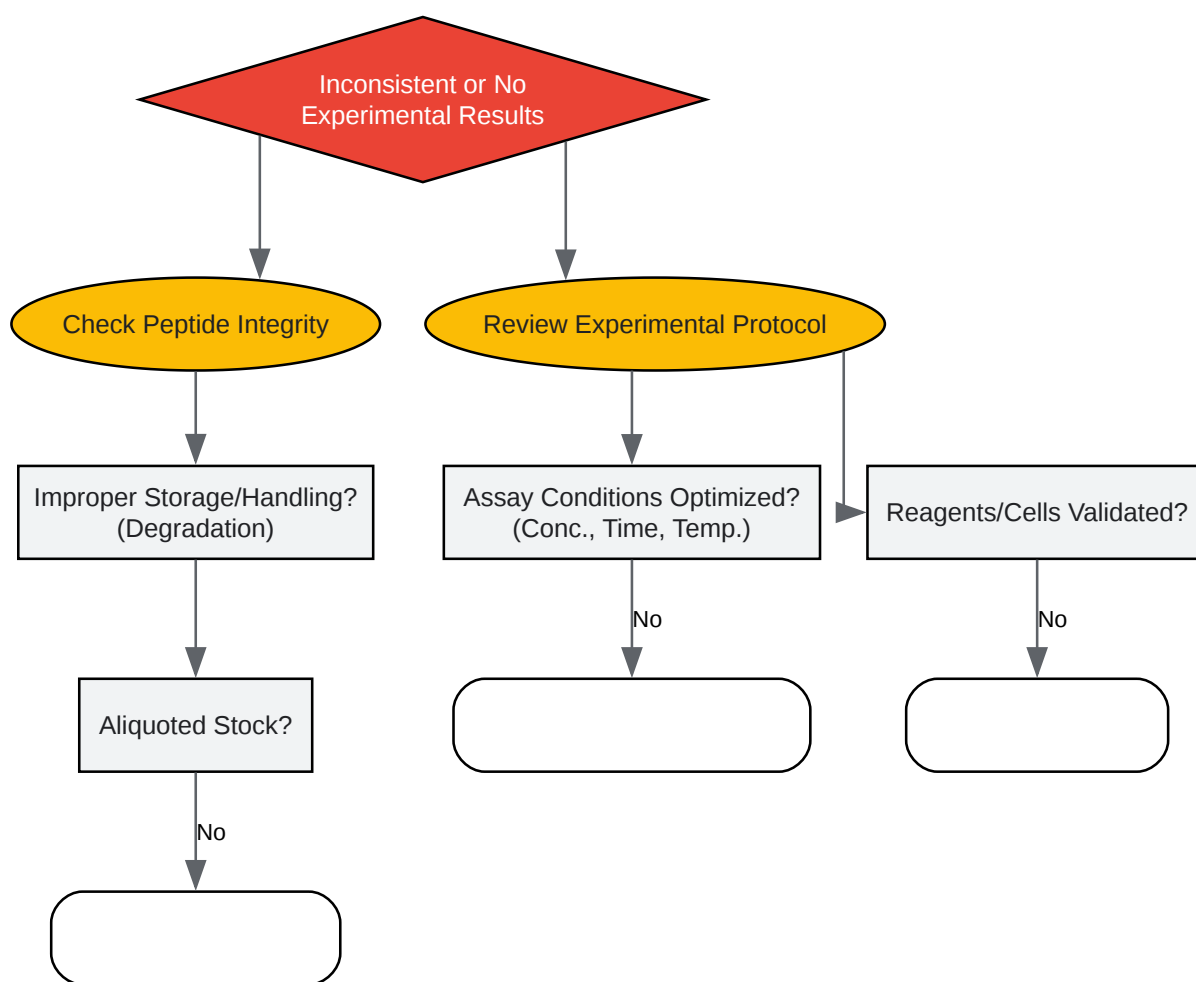 Inconsistent or No
Experimental Results
Check Peptide Integrity
Review Experimental Protocol
Improper Storage/Handling?
(Degradation)
Assay Conditions Optimized?
(Conc., Time, Temp.)
Reagents/Cells Validated?
No
No
Aliquoted Stock?
No